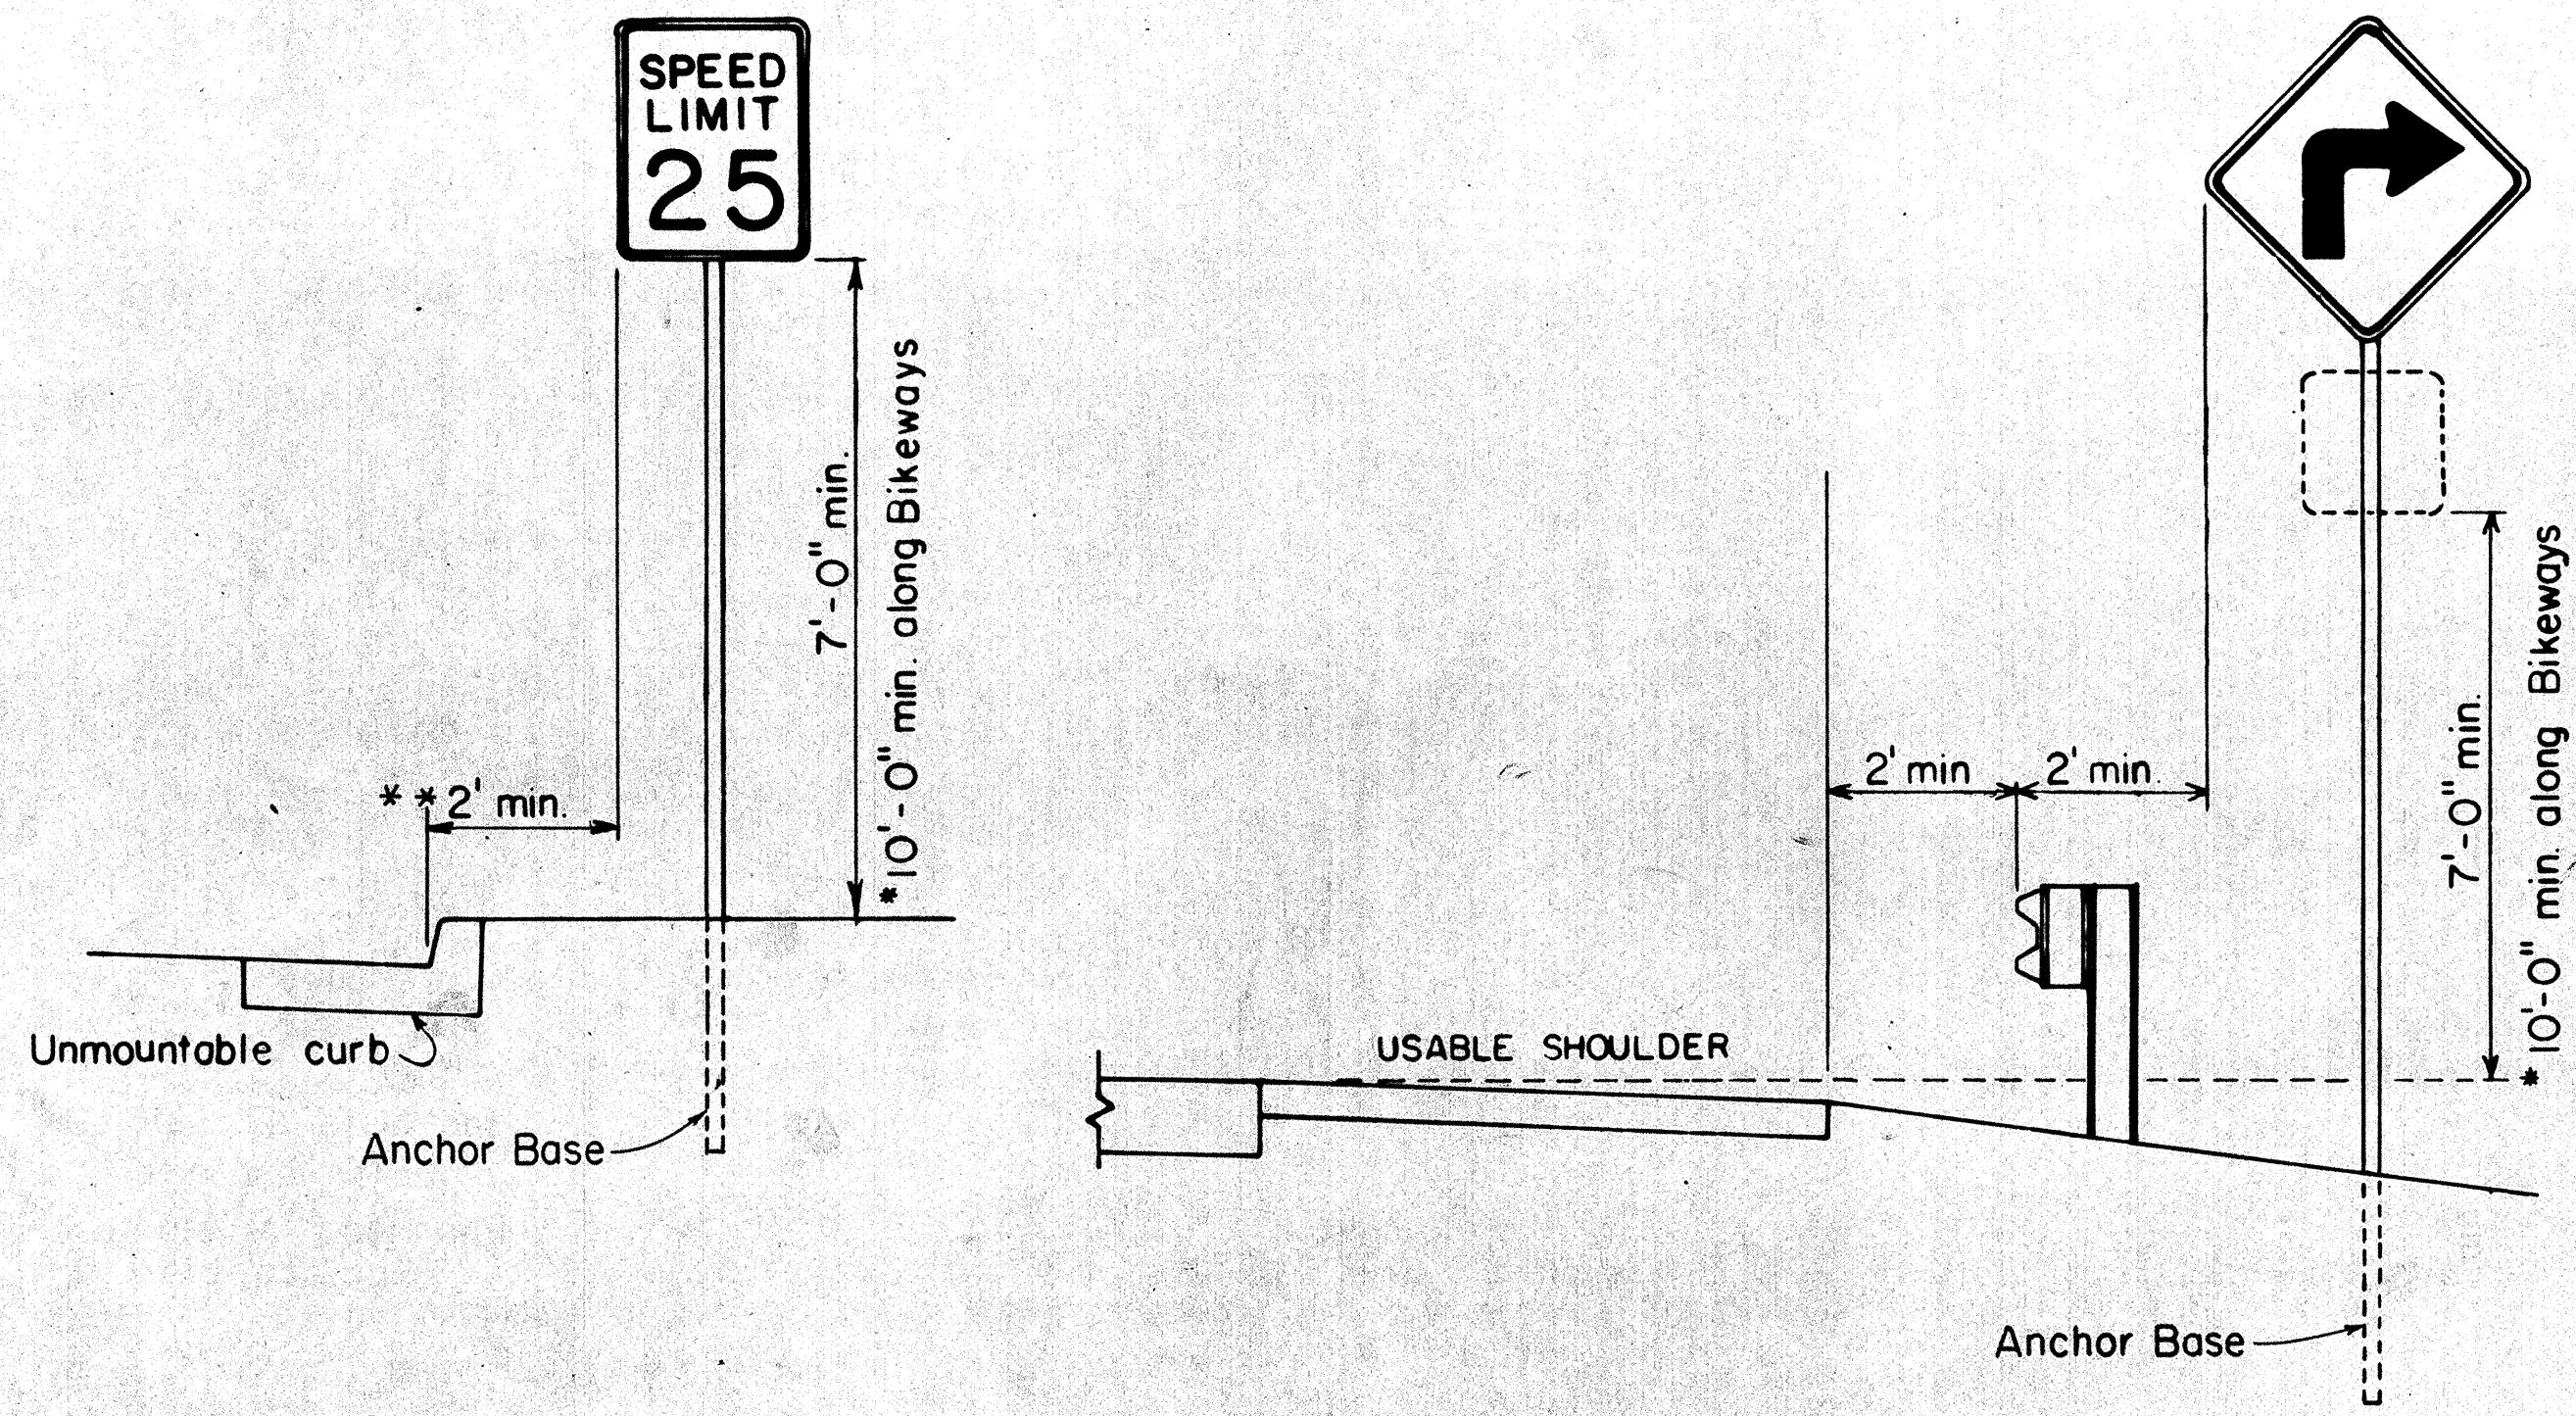 SPEED
LIMIT
25
7'-0" min.
*10'-0" min. along Bikeways
**2' min.
Unmountable curb
Anchor Base
2' min
2' min.
7'-0" min.
*10'-0" min. along Bikeways
USABLE SHOULDER
Anchor Base